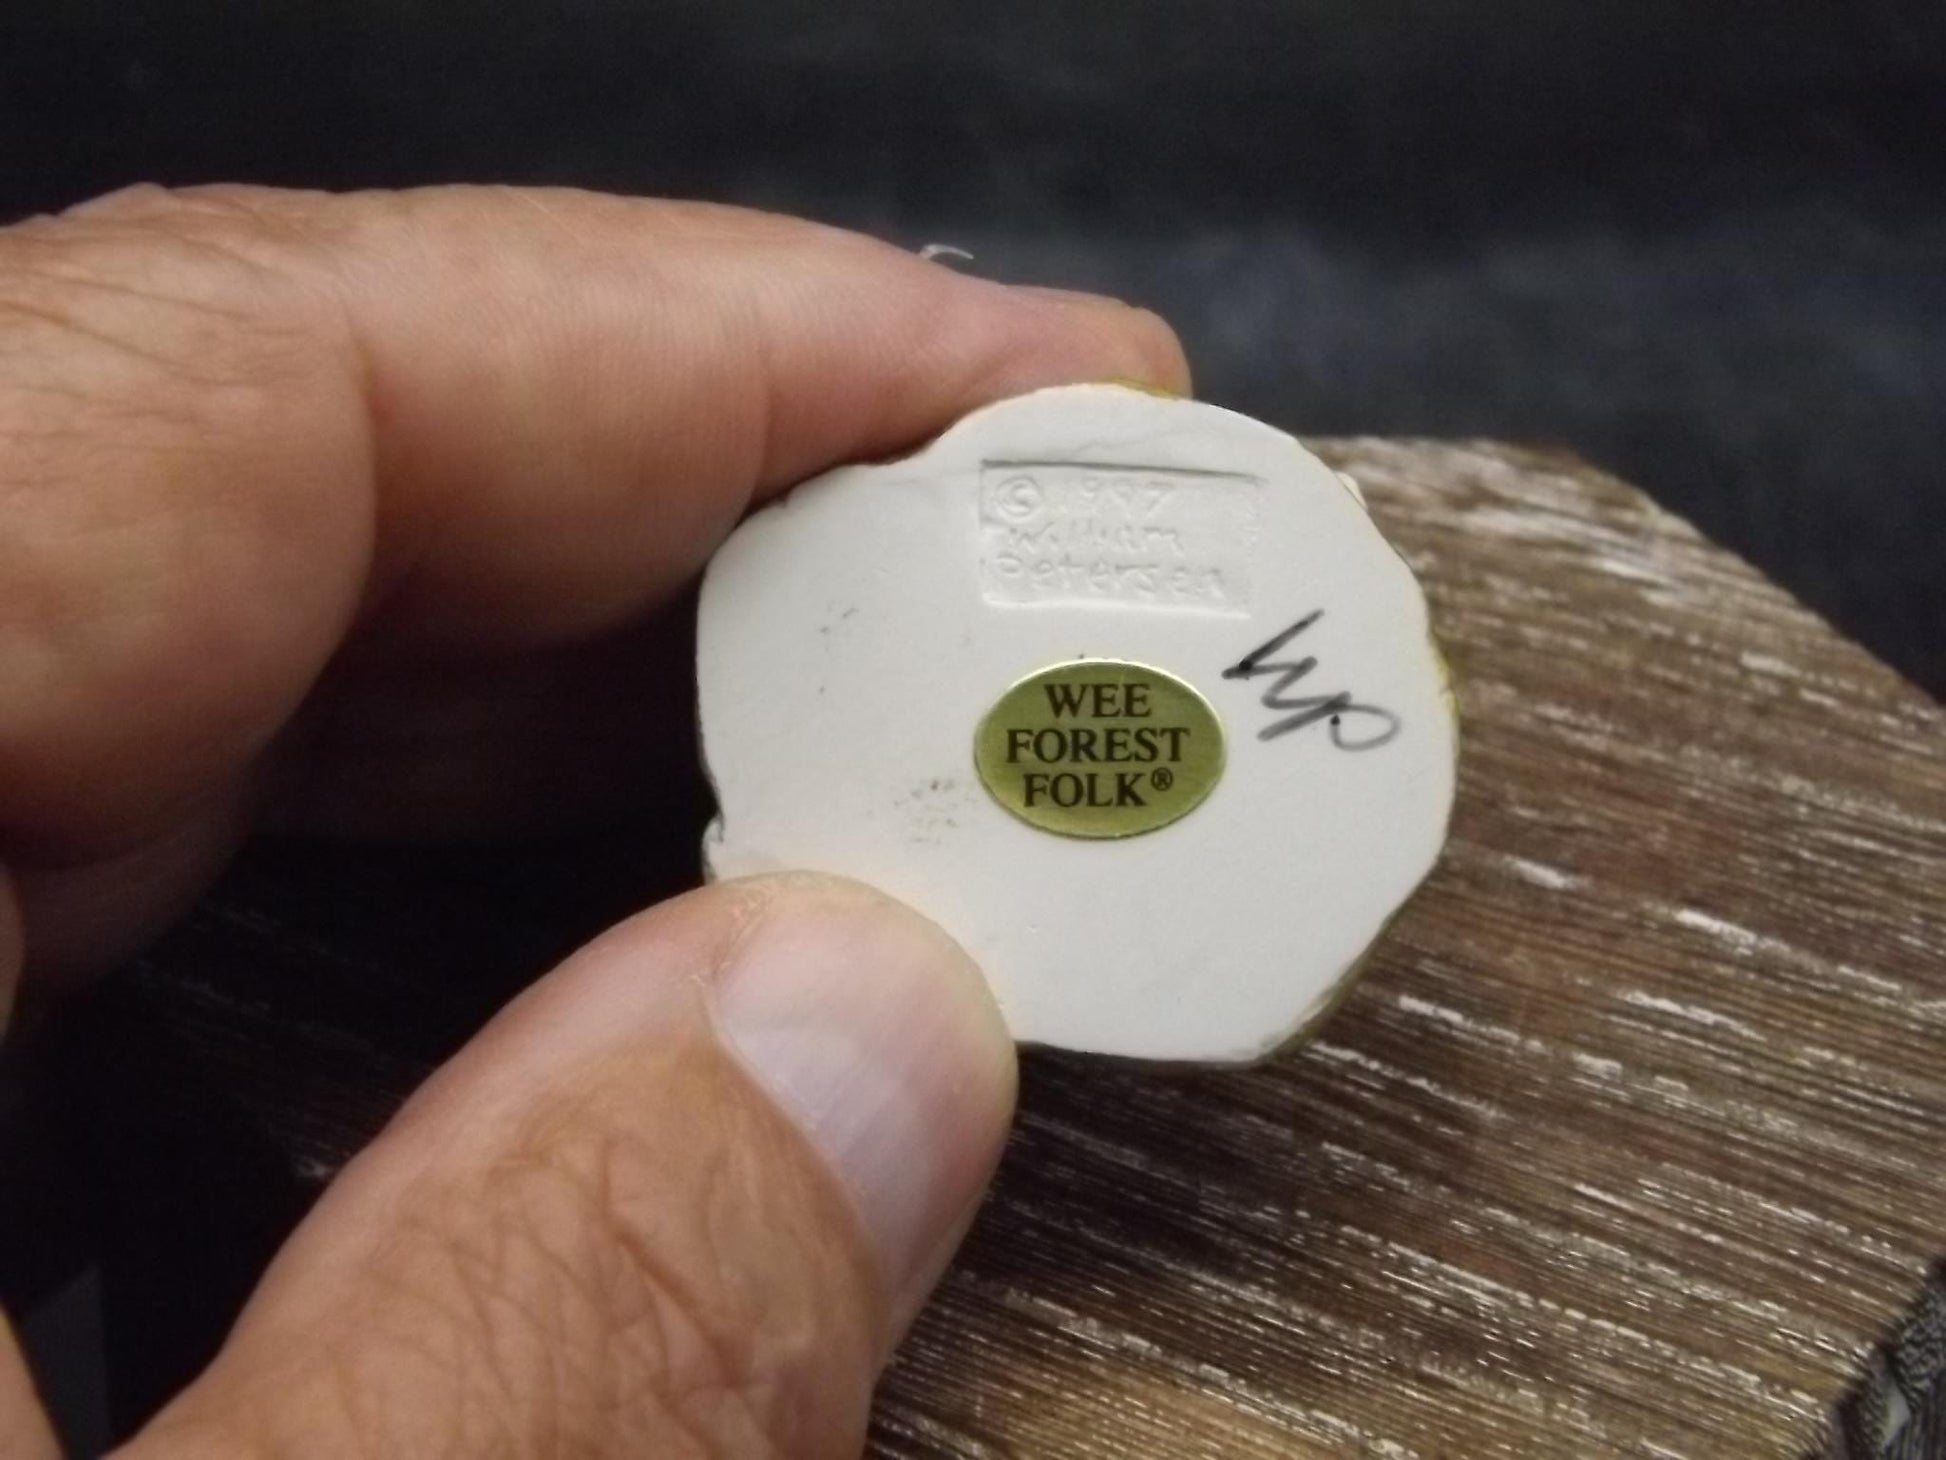 © 1997
William
Petersen
WEE
FOREST
FOLK®
wp